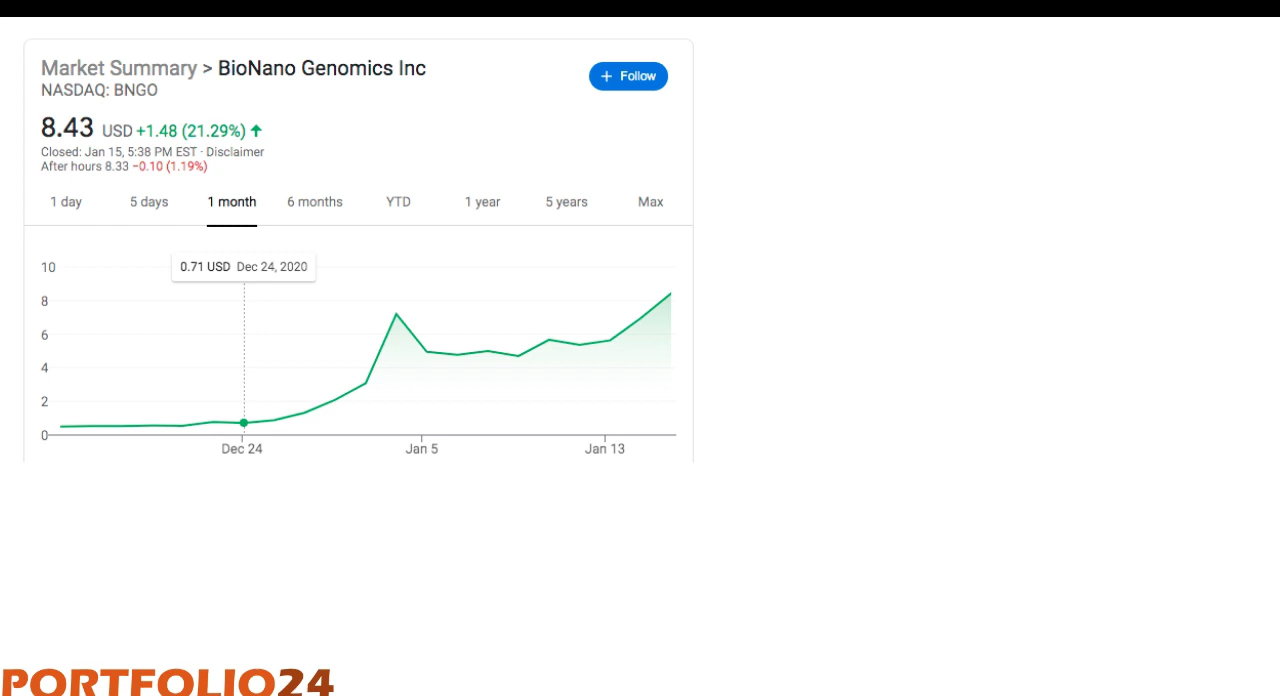 Market Summary > BioNano Genomics Inc
NASDAQ: BNGO
+ Follow
8.43 USD +1.48 (21.29%) ↑
Closed: Jan 15, 5:38 PM EST · Disclaimer
After hours 8.33 −0.10 (1.19%)
1 day 5 days 1 month 6 months YTD 1 year 5 years Max
0.71 USD Dec 24, 2020
10
8
6
4
2
0
Dec 24 Jan 5 Jan 13
PORTFOLIO24